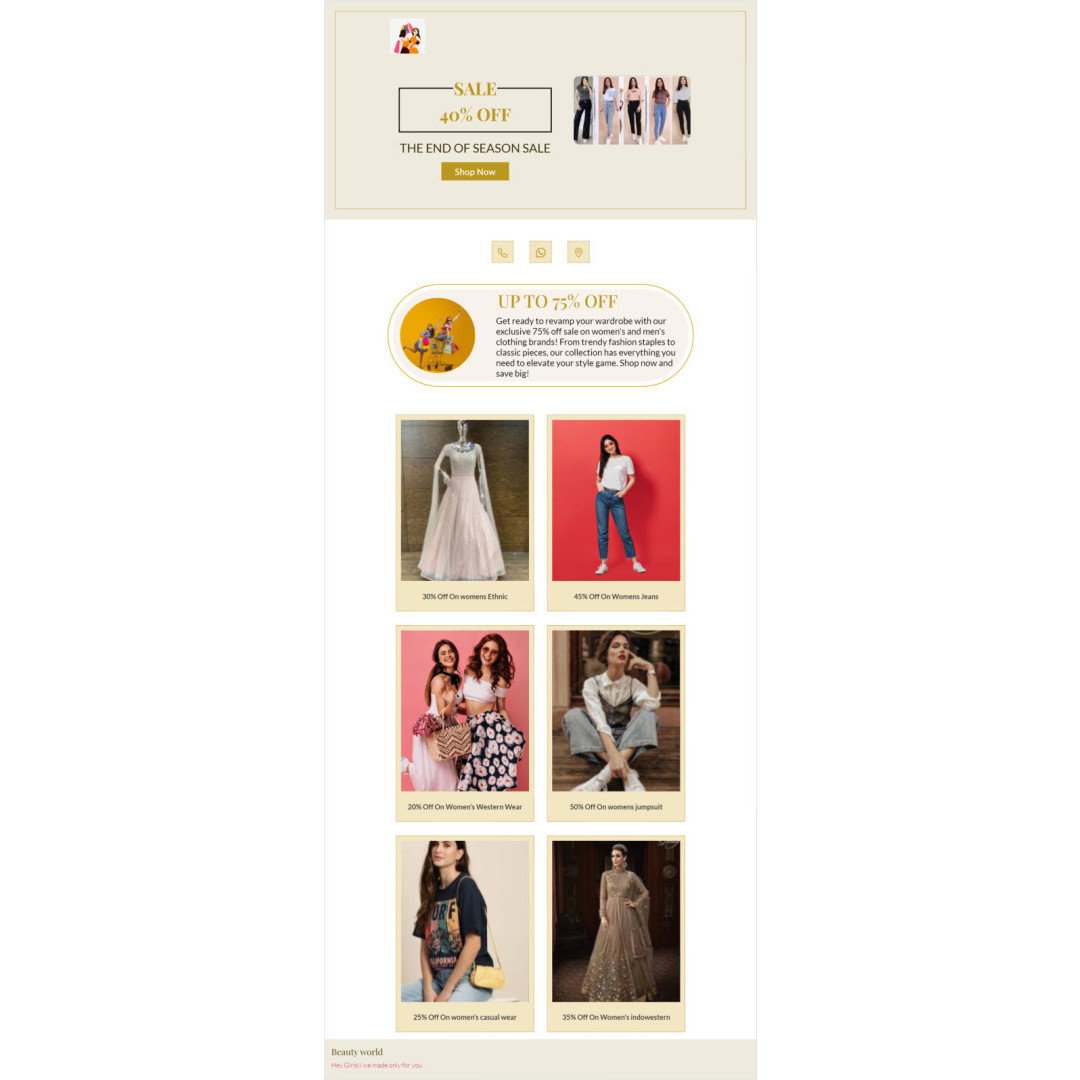 SALE
40% OFF
THE END OF SEASON SALE
Shop Now
UP TO 75% OFF
Get ready to revamp your wardrobe with our
exclusive 75% off sale on women's and men's
clothing brands! From trendy fashion staples to
classic pieces, our collection has everything you
need to elevate your style game. Shop now and
save big!
30% Off On womens Ethnic
45% Off On Womens Jeans
20% Off On Women's Western Wear
50% Off On womens jumpsuit
CALIFORNIA
25% Off On women's casual wear
35% Off On Women's indowestern
Beauty world
Hey Girls!! we made only for you